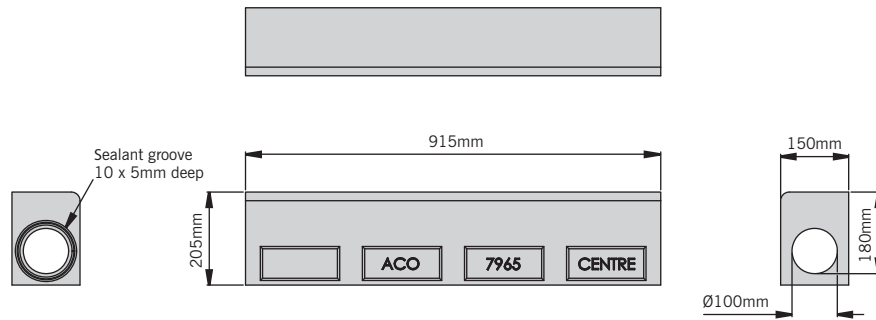 915mm
150mm
Sealant groove
10 x 5mm deep
205mm
180mm
ACO
7965
CENTRE
Ø100mm